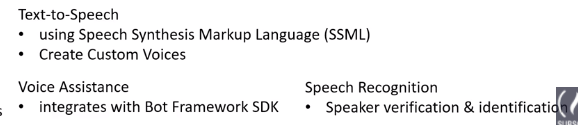 Text-to-Speech
• using Speech Synthesis Markup Language (SSML)
• Create Custom Voices
Voice Assistance
• integrates with Bot Framework SDK
Speech Recognition
• Speaker verification & identification